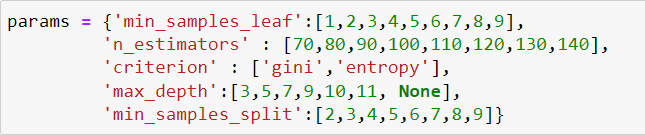 params = {'min_samples_leaf':[1,2,3,4,5,6,7,8,9],
'n_estimators' : [70,80,90,100,110,120,130,140],
'criterion' : ['gini','entropy'],
'max_depth':[3,5,7,9,10,11, None],
'min_samples_split':[2,3,4,5,6,7,8,9]}